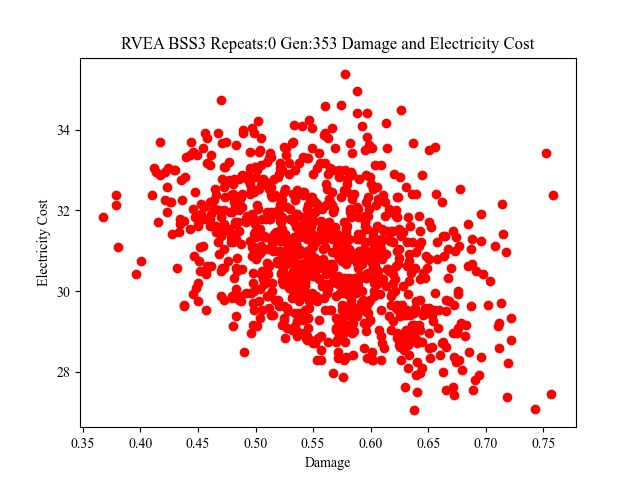 RVEA BSS3 Repeats:0 Gen:353 Damage and Electricity Cost
34
32
30
28
Electricity Cost
0.35 0.40 0.45 0.50 0.55 0.60 0.65 0.70 0.75
Damage